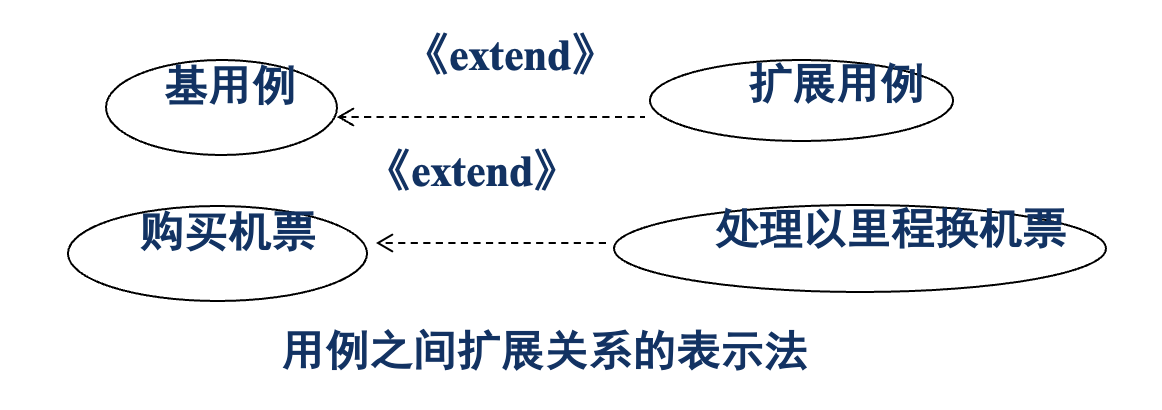 《extend》
基用例
扩展用例
《extend》
购买机票
处理以里程换机票
用例之间扩展关系的表示法